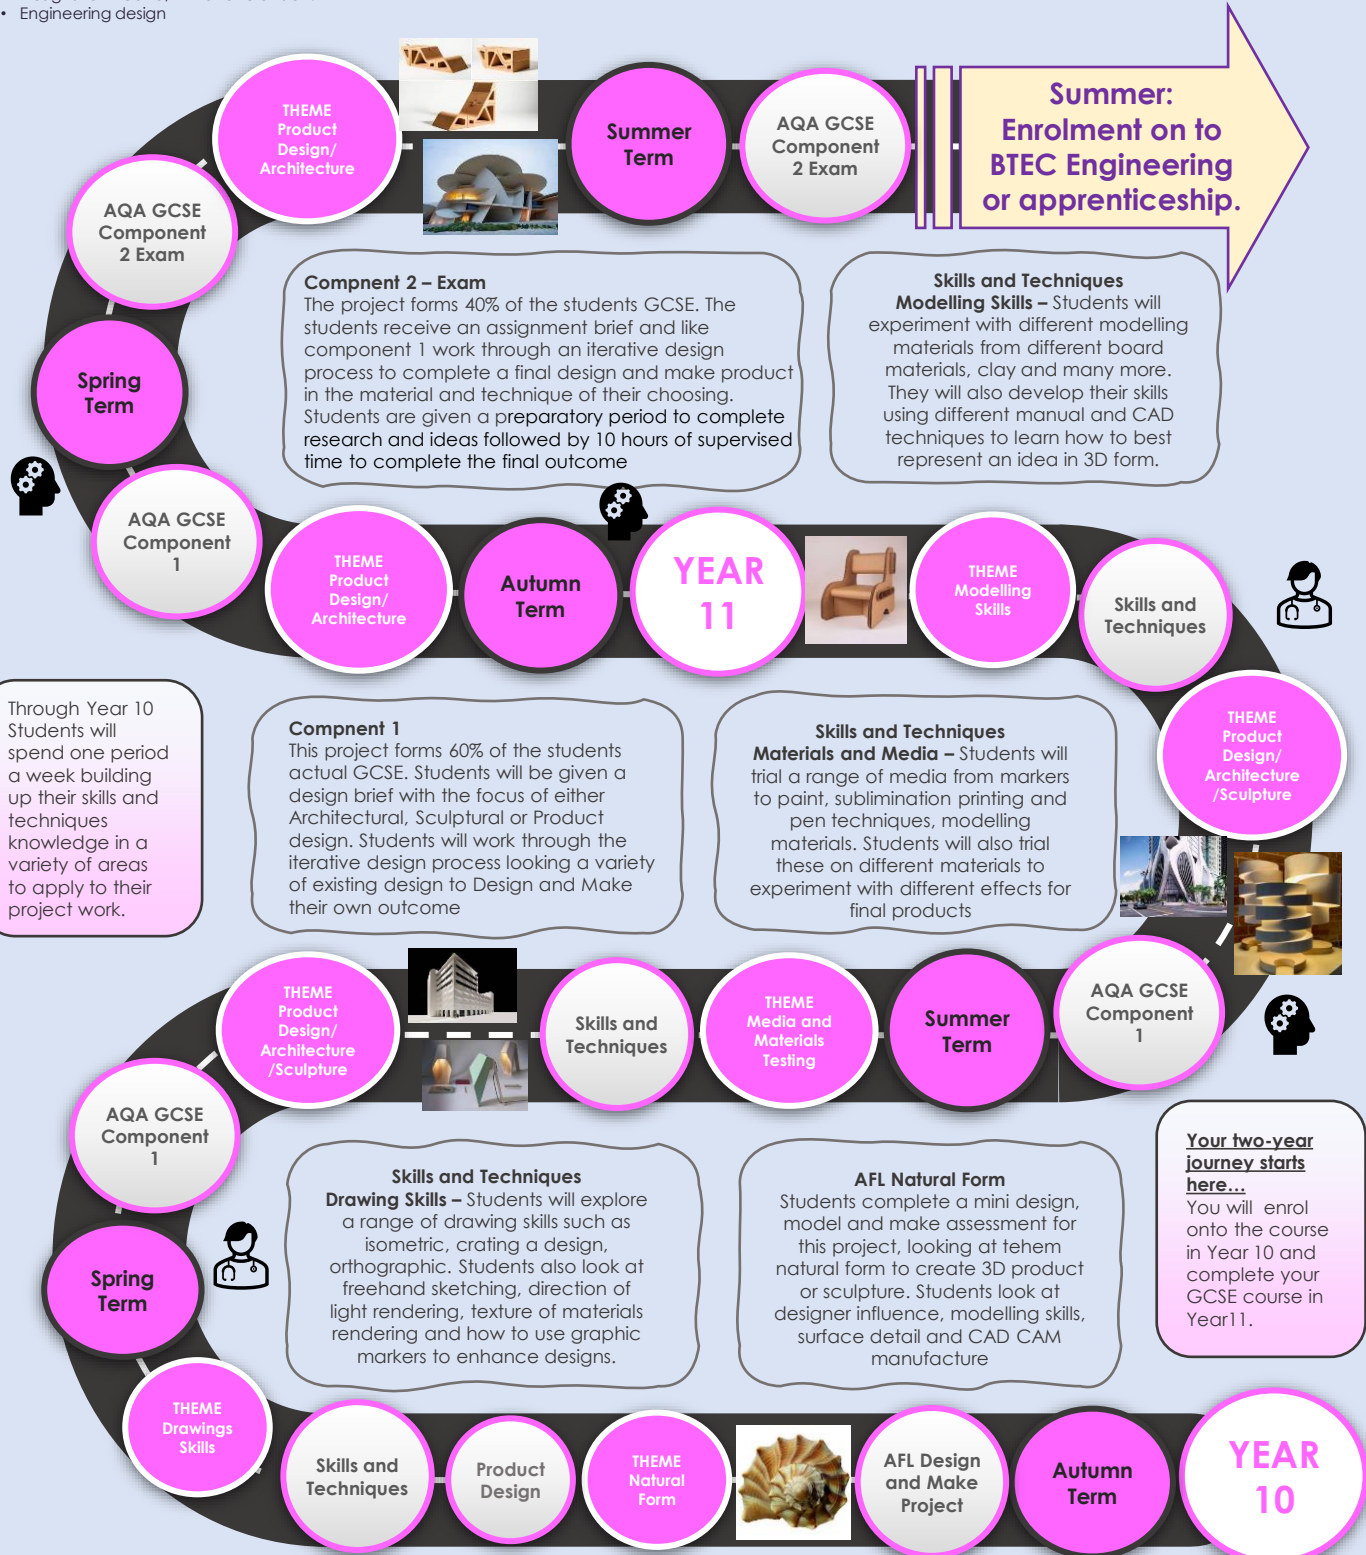 • Engineering design
THEME
Product
Design/
Architecture
Summer
Term
AQA GCSE
Component
2 Exam
Summer:
Enrolment on to
BTEC Engineering
or apprenticeship.
AQA GCSE
Component
2 Exam
Compnent 2 – Exam
The project forms 40% of the students GCSE. The
students receive an assignment brief and like
component 1 work through an iterative design
process to complete a final design and make product
in the material and technique of their choosing.
Students are given a preparatory period to complete
research and ideas followed by 10 hours of supervised
time to complete the final outcome
Skills and Techniques
Modelling Skills – Students will
experiment with different modelling
materials from different board
materials, clay and many more.
They will also develop their skills
using different manual and CAD
techniques to learn how to best
represent an idea in 3D form.
Spring
Term
AQA GCSE
Component
1
THEME
Product
Design/
Architecture
Autumn
Term
YEAR
11
THEME
Modelling
Skills
Skills and
Techniques
THEME
Product
Design/
Architecture
/Sculpture
Through Year 10
Students will
spend one period
a week building
up their skills and
techniques
knowledge in a
variety of areas
to apply to their
project work.
Compnent 1
This project forms 60% of the students
actual GCSE. Students will be given a
design brief with the focus of either
Architectural, Sculptural or Product
design. Students will work through the
iterative design process looking a variety
of existing design to Design and Make
their own outcome
Skills and Techniques
Materials and Media – Students will
trial a range of media from markers
to paint, sublimination printing and
pen techniques, modelling
materials. Students will also trial
these on different materials to
experiment with different effects for
final products
THEME
Product
Design/
Architecture
/Sculpture
Skills and
Techniques
THEME
Media and
Materials
Testing
Summer
Term
AQA GCSE
Component
1
AQA GCSE
Component
1
Skills and Techniques
Drawing Skills – Students will explore
a range of drawing skills such as
isometric, crating a design,
orthographic. Students also look at
freehand sketching, direction of
light rendering, texture of materials
rendering and how to use graphic
markers to enhance designs.
AFL Natural Form
Students complete a mini design,
model and make assessment for
this project, looking at tehem
natural form to create 3D product
or sculpture. Students look at
designer influence, modelling skills,
surface detail and CAD CAM
manufacture
Your two-year
journey starts
here…
You will enrol
onto the course
in Year 10 and
complete your
GCSE course in
Year11.
Spring
Term
THEME
Drawings
Skills
Skills and
Techniques
Product
Design
THEME
Natural
Form
AFL Design
and Make
Project
Autumn
Term
YEAR
10